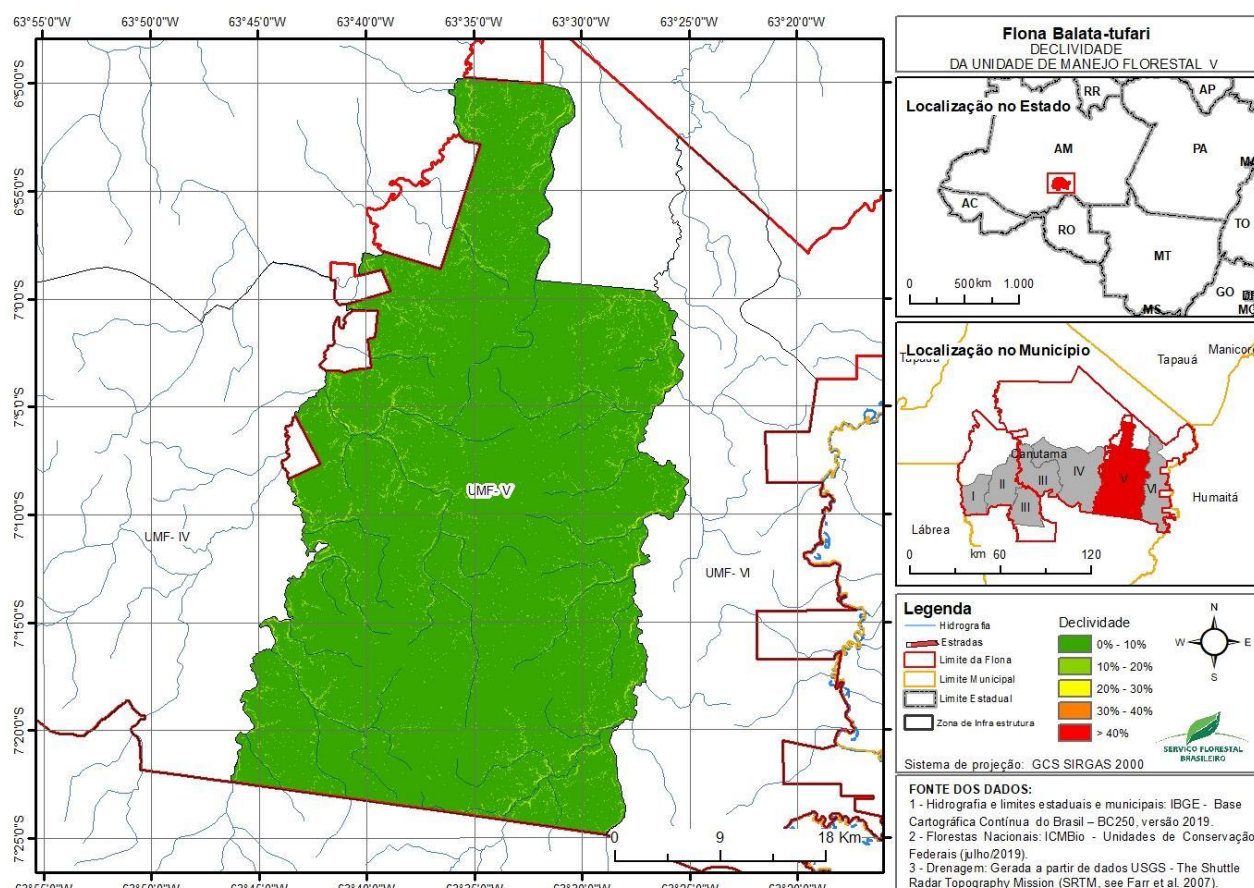 63°55'0"W 63°50'0"W 63°45'0"W 63°40'0"W 63°35'0"W 63°30'0"W 63°25'0"W 63°20'0"W
6°50'0"S
6°55'0"S
7°0'0"S
7°5'0"S
7°10'0"S
7°15'0"S
7°20'0"S
7°25'0"S
UMF- IV
UMF- V
UMF- VI
0 9 18 Km
Flona Balata-tufari
DECLIVIDADE
DA UNIDADE DE MANEJO FLORESTAL V
Localização no Estado
RR
AP
AM
PA
MA
AC
RO
TO
MT
GO
MS
MG
0 500 km 1.000
Localização no Município
Tapauá
Tapauá
Canutama
I
II
III
III
IV
V
VI
Humaitá
Lábrea
0 km 60 120
Legenda
Hidrografia
Estradas
Limite da Flona
Limite Municipal
Limite Estadual
Zona de Infra estrutura
Declividade
0% - 10%
10% - 20%
20% - 30%
30% - 40%
> 40%
N
W E
S
SERVIÇO FLORESTAL
BRASILEIRO
Sistema de projeção: GCS SIRGAS 2000
FONTE DOS DADOS:
1 - Hidrografia e limites estaduais e municipais: IBGE - Base
Cartográfica Contínua do Brasil – BC250, versão 2019.
2 - Florestas Nacionais: ICMBio - Unidades de Conservação
Federais (julho/2019).
3 - Drenagem: Gerada a partir de dados USGS - The Shuttle
Radar Topography Mission (SRTM, see Farr et al. 2007).